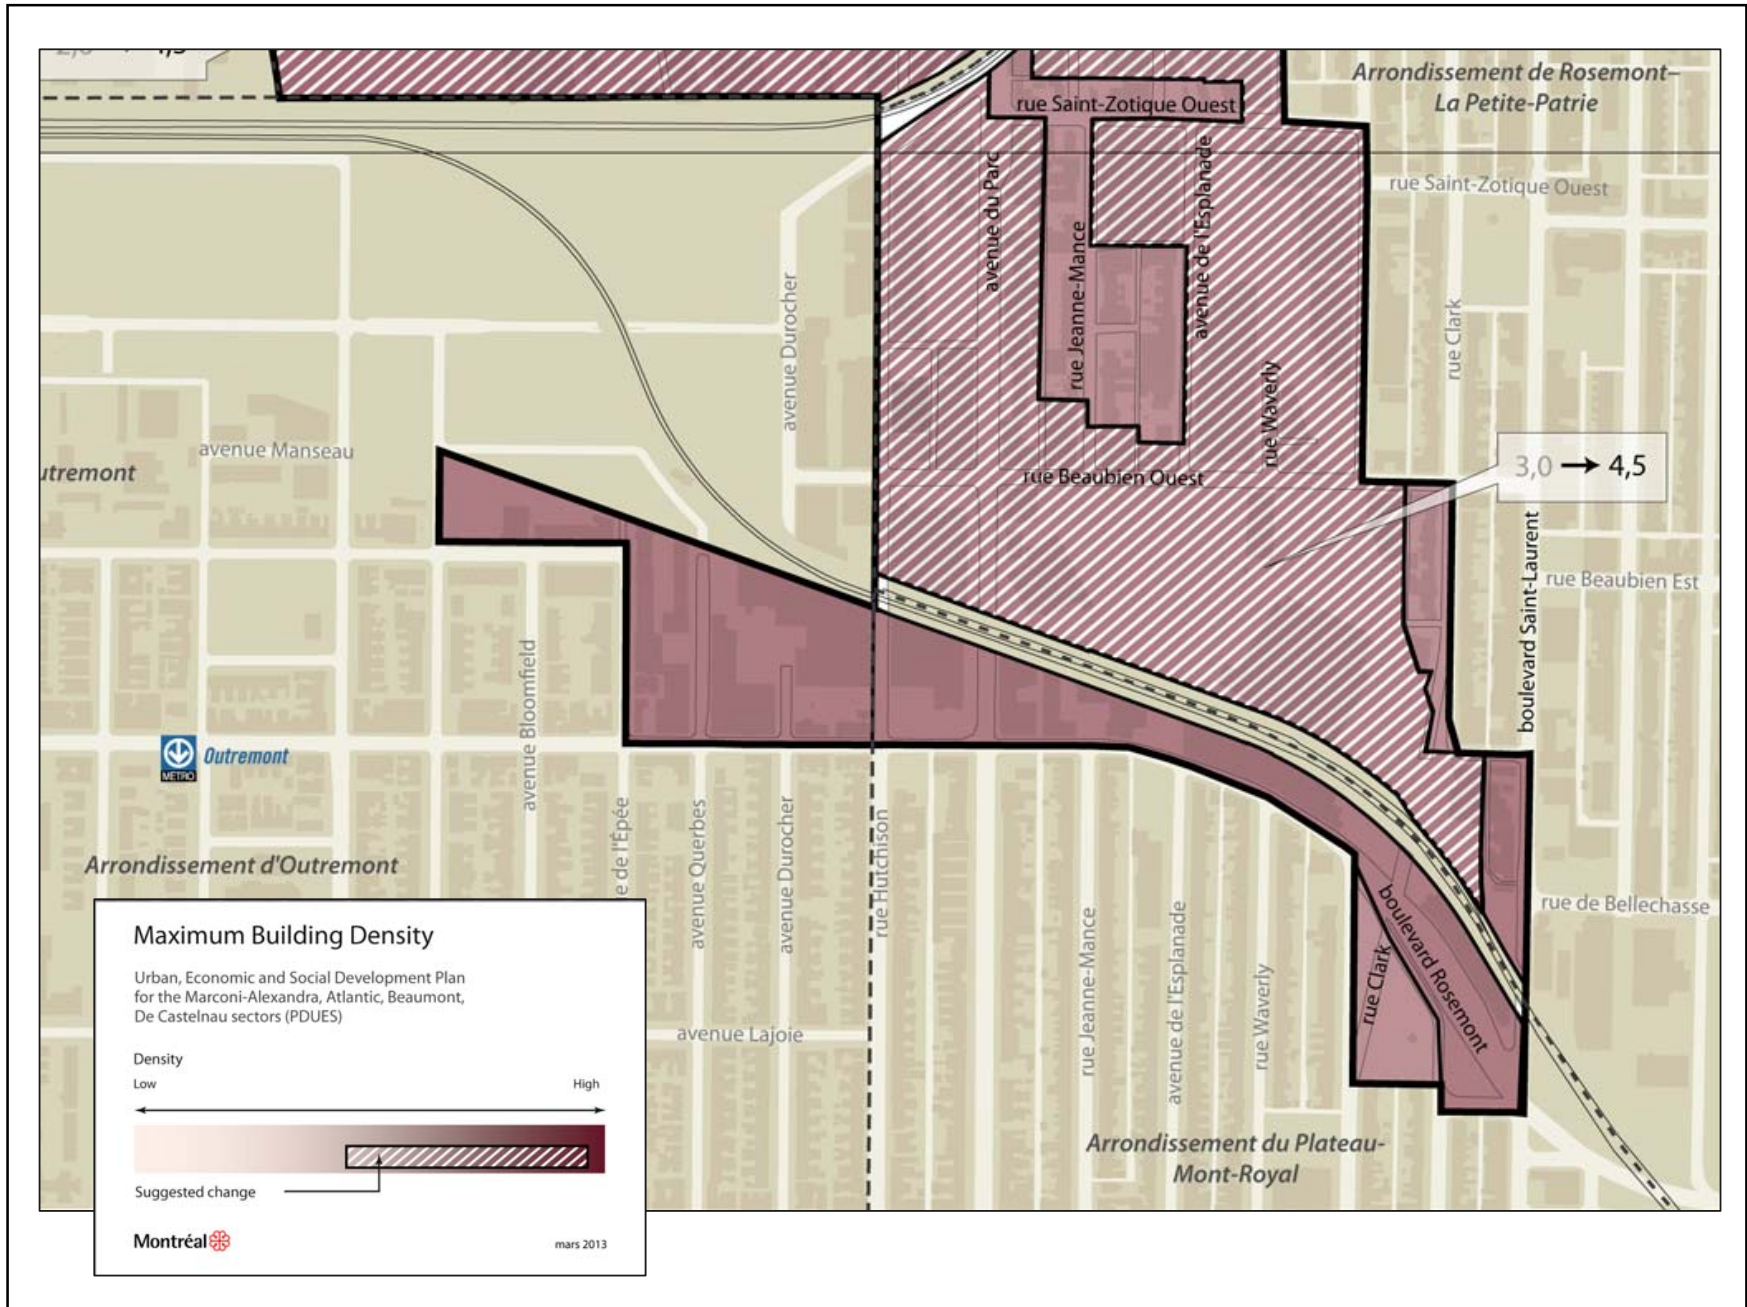 Arrondissement de Rosemont–
La Petite-Patrie
rue Saint-Zotique Ouest
rue Saint-Zotique Ouest
avenue du Parc
avenue de l'Esplanade
rue Jeanne-Mance
avenue Durocher
rue Clark
rue Waverly
avenue Manseau
utremont
rue Beaubien Ouest
3,0 → 4,5
boulevard Saint-Laurent
rue Beaubien Est
avenue Bloomfield
METRO
Outremont
e de l'Épée
avenue Querbes
avenue Durocher
rue Hutchison
Arrondissement d'Outremont
rue de Bellechasse
boulevard Rosemont
rue Clark
rue Jeanne-Mance
avenue de l'Esplanade
rue Waverly
avenue Lajoie
Arrondissement du Plateau-
Mont-Royal
Maximum Building Density
Urban, Economic and Social Development Plan
for the Marconi-Alexandra, Atlantic, Beaumont,
De Castelnau sectors (PDUES)
Density
Low
High
Suggested change
Montréal
mars 2013